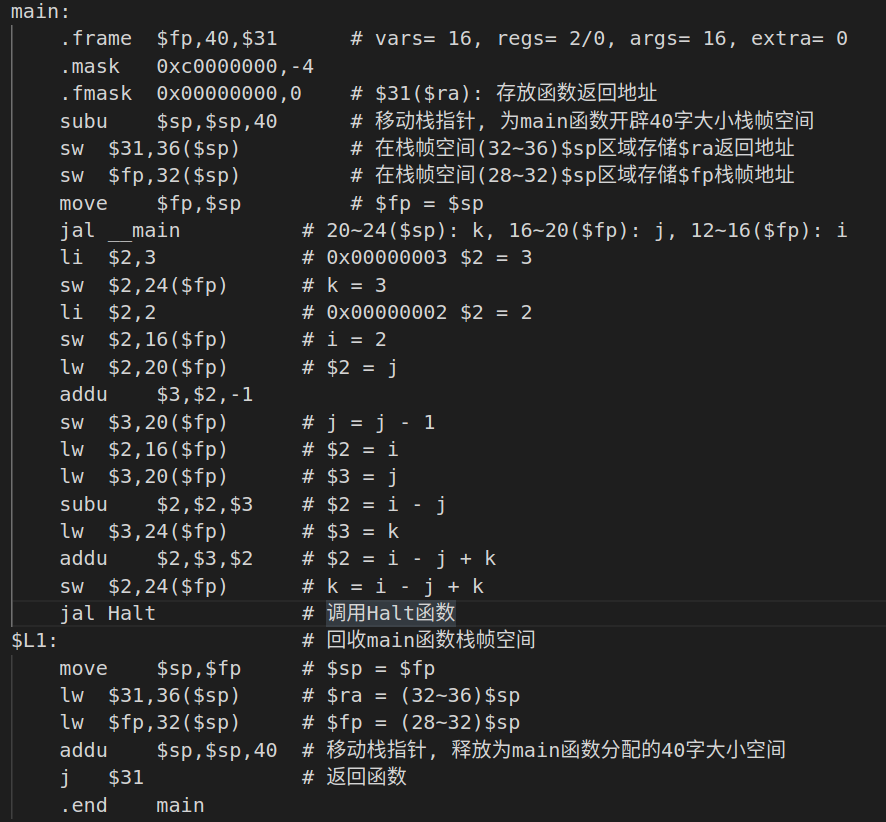 main:
    .frame  $fp,40,$31      # vars= 16, regs= 2/0, args= 16, extra= 0
    .mask   0xc0000000,-4
    .fmask  0x00000000,0    # $31($ra): 存放函数返回地址
    subu    $sp,$sp,40      # 移动栈指针, 为main函数开辟40字大小栈帧空间
    sw  $31,36($sp)         # 在栈帧空间(32~36)$sp区域存储$ra返回地址
    sw  $fp,32($sp)         # 在栈帧空间(28~32)$sp区域存储$fp栈帧地址
    move    $fp,$sp         # $fp = $sp
    jal __main          # 20~24($sp): k, 16~20($fp): j, 12~16($fp): i
    li  $2,3            # 0x00000003 $2 = 3
    sw  $2,24($fp)      # k = 3
    li  $2,2            # 0x00000002 $2 = 2
    sw  $2,16($fp)      # i = 2
    lw  $2,20($fp)      # $2 = j
    addu    $3,$2,-1
    sw  $3,20($fp)      # j = j - 1
    lw  $2,16($fp)      # $2 = i
    lw  $3,20($fp)      # $3 = j
    subu    $2,$2,$3    # $2 = i - j
    lw  $3,24($fp)      # $3 = k
    addu    $2,$3,$2    # $2 = i - j + k
    sw  $2,24($fp)      # k = i - j + k
    jal Halt            # 调用Halt函数
$L1:                    # 回收main函数栈帧空间
    move    $sp,$fp     # $sp = $fp
    lw  $31,36($sp)     # $ra = (32~36)$sp
    lw  $fp,32($sp)     # $fp = (28~32)$sp
    addu    $sp,$sp,40  # 移动栈指针, 释放为main函数分配的40字大小空间
    j   $31             # 返回函数
    .end    main